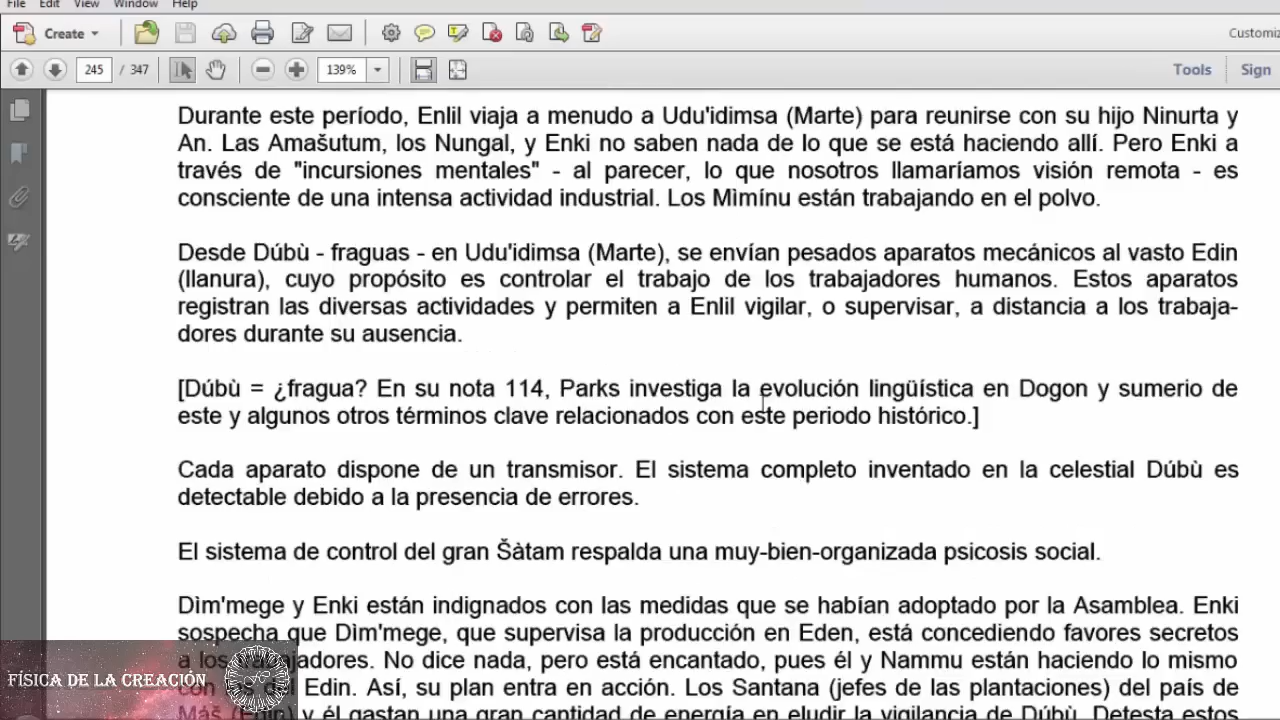 File Edit View Window Help
Create Customiz
245 / 347 139% Tools Sign
Durante este período, Enlil viaja a menudo a Udu'idimsa (Marte) para reunirse con su hijo Ninurta y
An. Las Amašutum, los Nungal, y Enki no saben nada de lo que se está haciendo allí. Pero Enki a
través de "incursiones mentales" - al parecer, lo que nosotros llamaríamos visión remota - es
consciente de una intensa actividad industrial. Los Mìmínu están trabajando en el polvo.
Desde Dúbù - fraguas - en Udu'idimsa (Marte), se envían pesados aparatos mecánicos al vasto Edin
(llanura), cuyo propósito es controlar el trabajo de los trabajadores humanos. Estos aparatos
registran las diversas actividades y permiten a Enlil vigilar, o supervisar, a distancia a los trabaja-
dores durante su ausencia.
[Dúbù = ¿fragua? En su nota 114, Parks investiga la evolución lingüística en Dogon y sumerio de
este y algunos otros términos clave relacionados con este periodo histórico.]
Cada aparato dispone de un transmisor. El sistema completo inventado en la celestial Dúbù es
detectable debido a la presencia de errores.
El sistema de control del gran Šàtam respalda una muy-bien-organizada psicosis social.
Dìm'mege y Enki están indignados con las medidas que se habían adoptado por la Asamblea. Enki
sospecha que Dìm'mege, que supervisa la producción en Eden, está concediendo favores secretos
a los trabajadores. No dice nada, pero está encantado, pues él y Nammu están haciendo lo mismo
con los del Edin. Así, su plan entra en acción. Los Santana (jefes de las plantaciones) del país de
Máš (Edin) y él gastan una gran cantidad de energía en eludir la vigilancia de Dúbù. Detesta estos
FÍSICA DE LA CREACIÓN